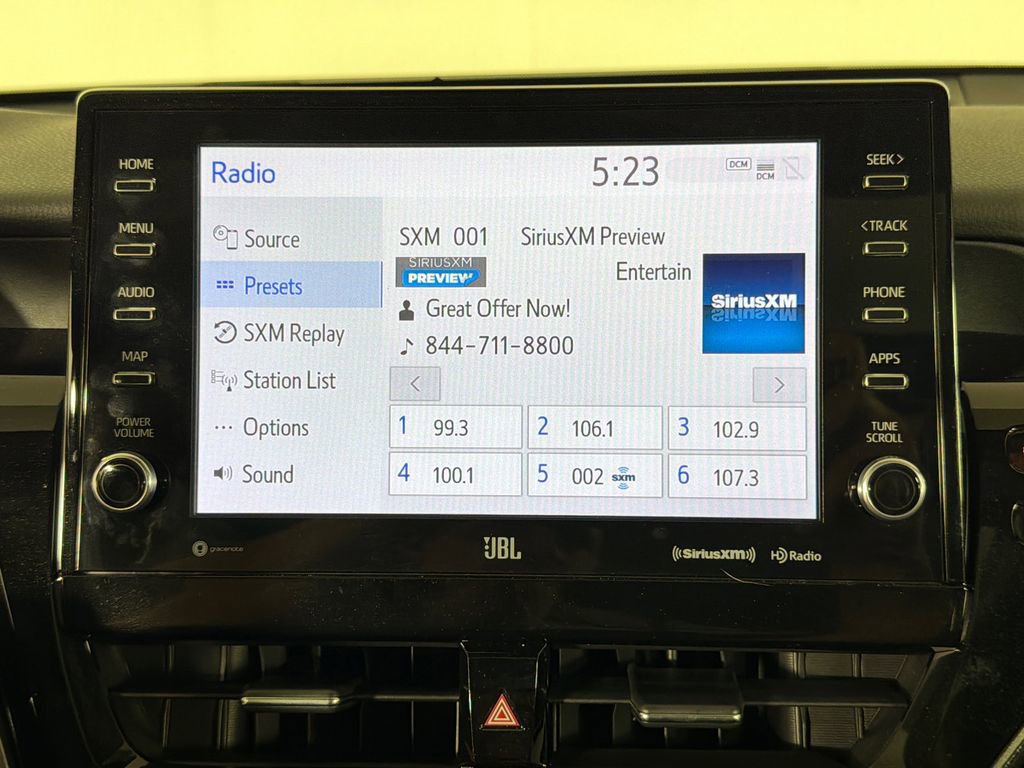 HOME
MENU
AUDIO
MAP
POWER
VOLUME
Radio
5:23
DCM
DCM
Source
Presets
SXM Replay
Station List
Options
Sound
SXM 001 SiriusXM Preview
SIRIUSXM
PREVIEW
Entertain
SiriusXM
Great Offer Now!
844-711-8800
<
>
1 99.3
2 106.1
3 102.9
4 100.1
5 002 sxm
6 107.3
SEEK>
<TRACK
PHONE
APPS
TUNE
SCROLL
gracenote
JBL
((SiriusXM))
HD Radio